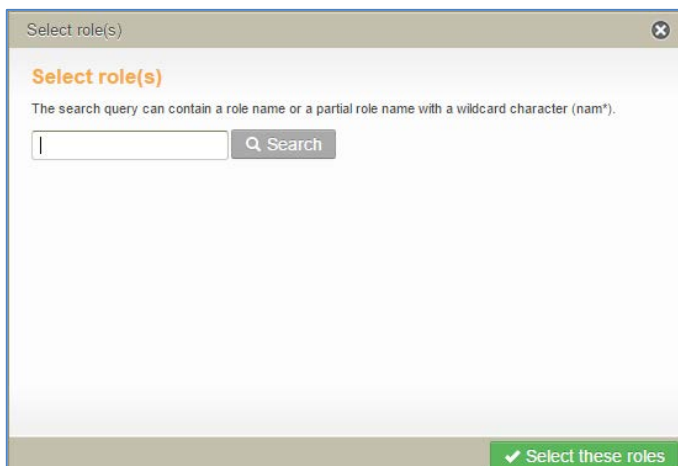 Select role(s)
Select role(s)
The search query can contain a role name or a partial role name with a wildcard character (nam*).
Search
Select these roles